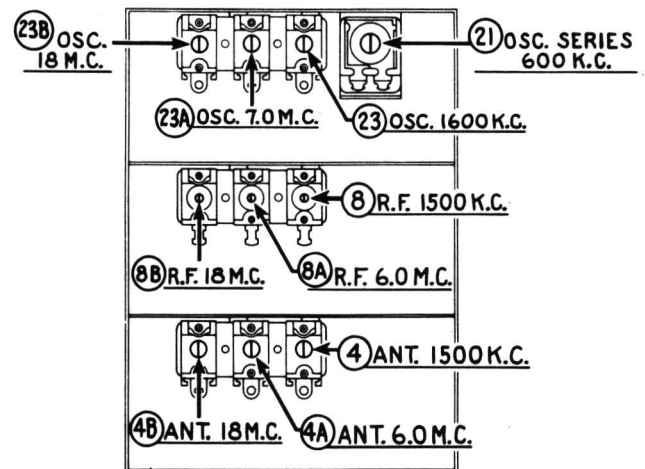 23B OSC.
18 M.C.
21 OSC. SERIES
600 K.C.
23A OSC. 7.0 M.C.
23 OSC. 1600 K.C.
8 R.F. 1500 K.C.
8B R.F. 18 M.C.
8A R.F. 6.0 M.C.
4 ANT. 1500 K.C.
4B ANT. 18 M.C.
4A ANT. 6.0 M.C.